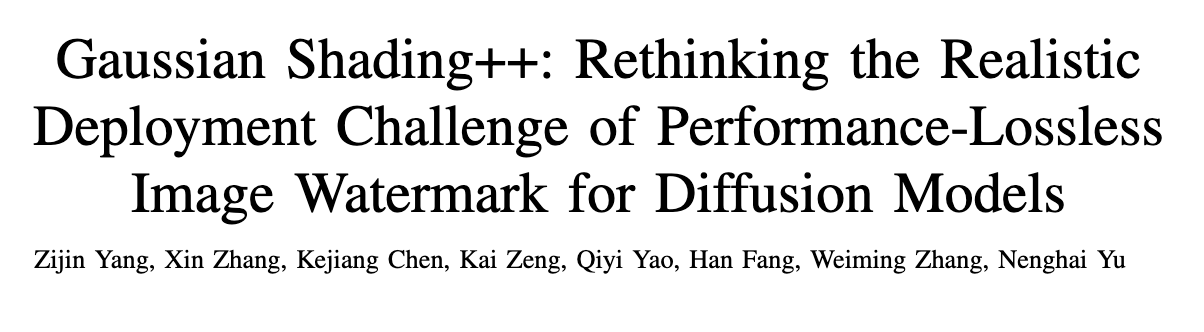 Gaussian Shading++: Rethinking the Realistic
Deployment Challenge of Performance-Lossless
Image Watermark for Diffusion Models
Zijin Yang, Xin Zhang, Kejiang Chen, Kai Zeng, Qiyi Yao, Han Fang, Weiming Zhang, Nenghai Yu